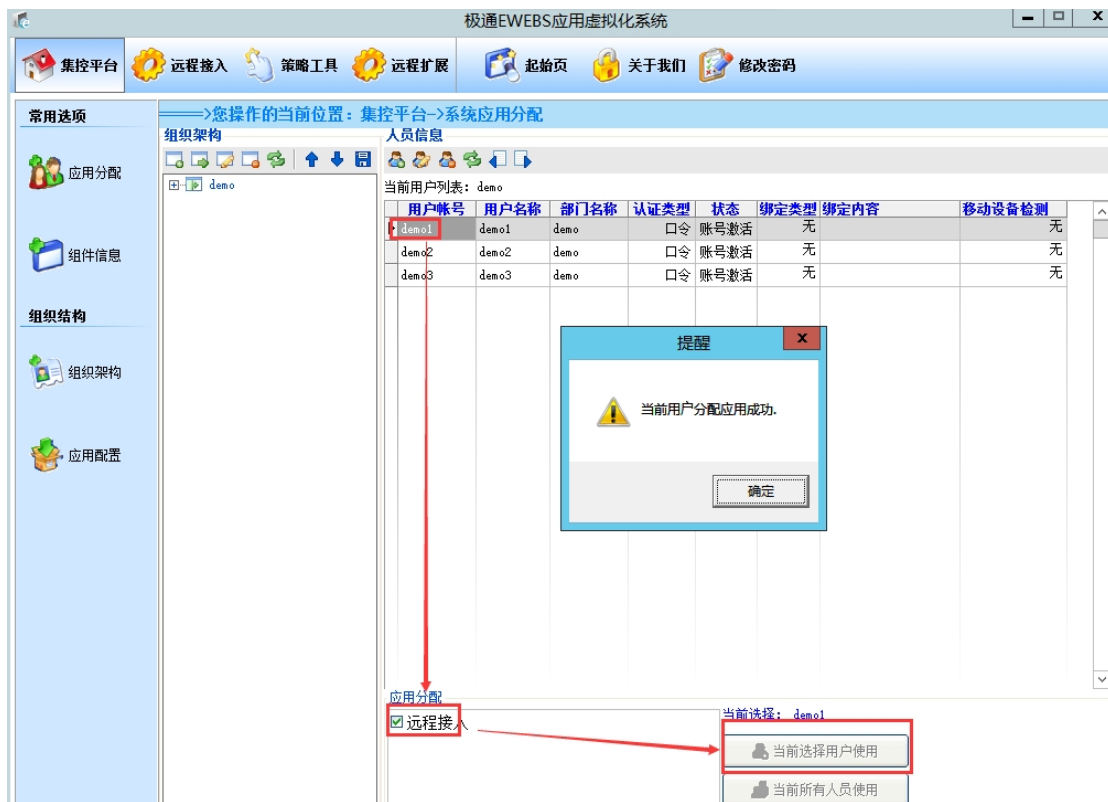 极通EWEBS应用虚拟化系统
集控平台 远程接入 策略工具 远程扩展 起始页 关于我们 修改密码
常用选项
应用分配
组件信息
组织结构
组织架构
应用配置
====>您操作的当前位置：集控平台->系统应用分配
组织架构
demo
人员信息
当前用户列表：demo
用户帐号 用户名称 部门名称 认证类型 状态 绑定类型 绑定内容 移动设备检测
demo1 demo1 demo 口令 账号激活 无 无
demo2 demo2 demo 口令 账号激活 无 无
demo3 demo3 demo 口令 账号激活 无 无
提醒
当前用户分配应用成功.
确定
应用分配
远程接入
当前选择： demo1
当前选择用户使用
当前所有人员使用